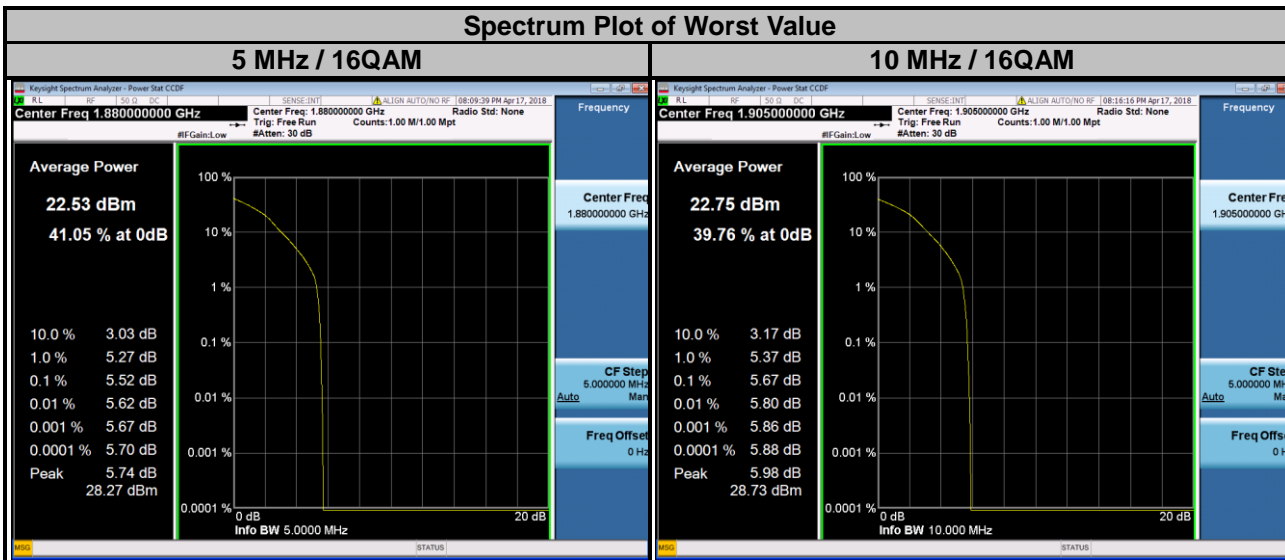 Spectrum Plot of Worst Value
5 MHz / 16QAM
10 MHz / 16QAM
Keysight Spectrum Analyzer - Power Stat CCDF
RL RF 50 Ω DC SENSE:INT ALIGN AUTO/NO RF 08:09:39 PM Apr 17, 2018
Center Freq 1.880000000 GHz
Center Freq: 1.880000000 GHz Radio Std: None
Trig: Free Run Counts:1.00 M/1.00 Mpt
#IFGain:Low #Atten: 30 dB
Frequency
Average Power
22.53 dBm
41.05 % at 0dB
10.0 % 3.03 dB
1.0 % 5.27 dB
0.1 % 5.52 dB
0.01 % 5.62 dB
0.001 % 5.67 dB
0.0001 % 5.70 dB
Peak 5.74 dB
28.27 dBm
100 %
10 %
1 %
0.1 %
0.01 %
0.001 %
0.0001 %
0 dB 20 dB
Info BW 5.0000 MHz
Center Freq
1.880000000 GHz
CF Step
5.000000 MHz
Auto Man
Freq Offset
0 Hz
MSG STATUS
Keysight Spectrum Analyzer - Power Stat CCDF
RL RF 50 Ω DC SENSE:INT ALIGN AUTO/NO RF 08:16:16 PM Apr 17, 2018
Center Freq 1.905000000 GHz
Center Freq: 1.905000000 GHz Radio Std: None
Trig: Free Run Counts:1.00 M/1.00 Mpt
#IFGain:Low #Atten: 30 dB
Frequency
Average Power
22.75 dBm
39.76 % at 0dB
10.0 % 3.17 dB
1.0 % 5.37 dB
0.1 % 5.67 dB
0.01 % 5.80 dB
0.001 % 5.86 dB
0.0001 % 5.88 dB
Peak 5.98 dB
28.73 dBm
100 %
10 %
1 %
0.1 %
0.01 %
0.001 %
0.0001 %
0 dB 20 dB
Info BW 10.000 MHz
Center Fre
1.905000000 GH
CF Ste
5.000000 MH
Auto Ma
Freq Offs
0 H
MSG STATUS